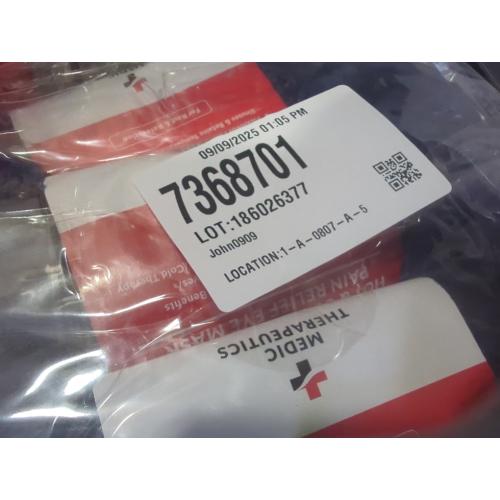 MEDIC
09/09/2025 01:05 PM
7368701
LOT:186026377
John0909
LOCATION:1-A-0807-A-5
Cold Therapy
Benefits
PAIN RELIEF EYE MASK
MEDIC
THERAPEUTICS